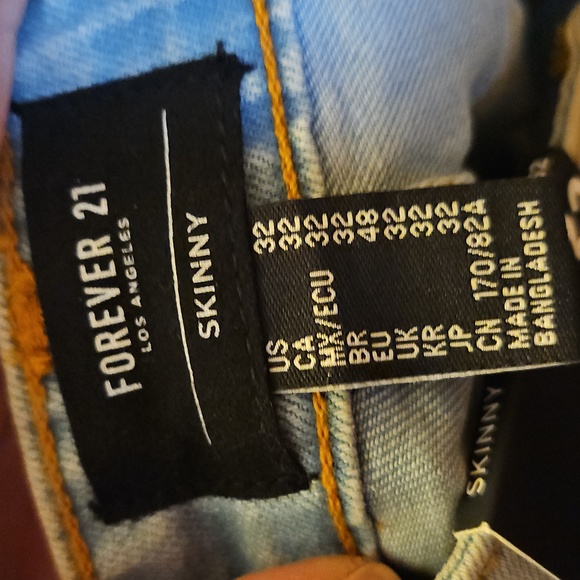 FOREVER 21
LOS ANGELES
SKINNY
US 32
CA 32
MX/ECU 32
BR 32
EU 48
UK 32
KR 32
JP 32
CN 170/82A
MADE IN
BANGLADESH
SKINNY